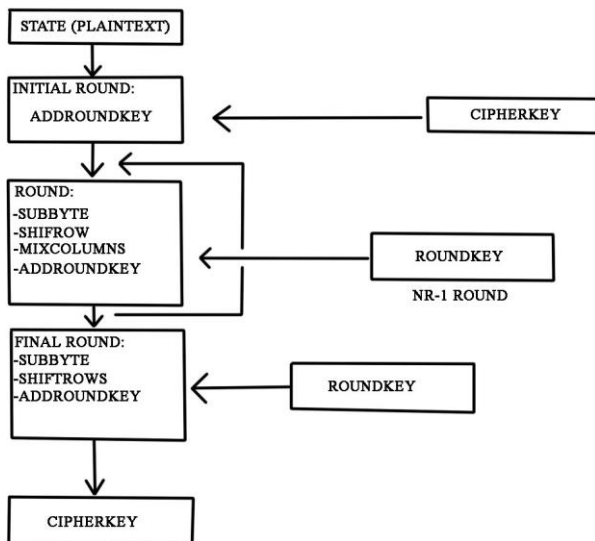 STATE (PLAINTEXT)
INITIAL ROUND:
ADDROUNDKEY
CIPHERKEY
ROUND:
-SUBBYTE
-SHIFROW
-MIXCOLUMNS
-ADDROUNDKEY
ROUNDKEY
NR-1 ROUND
FINAL ROUND:
-SUBBYTE
-SHIFTROWS
-ADDROUNDKEY
ROUNDKEY
CIPHERKEY